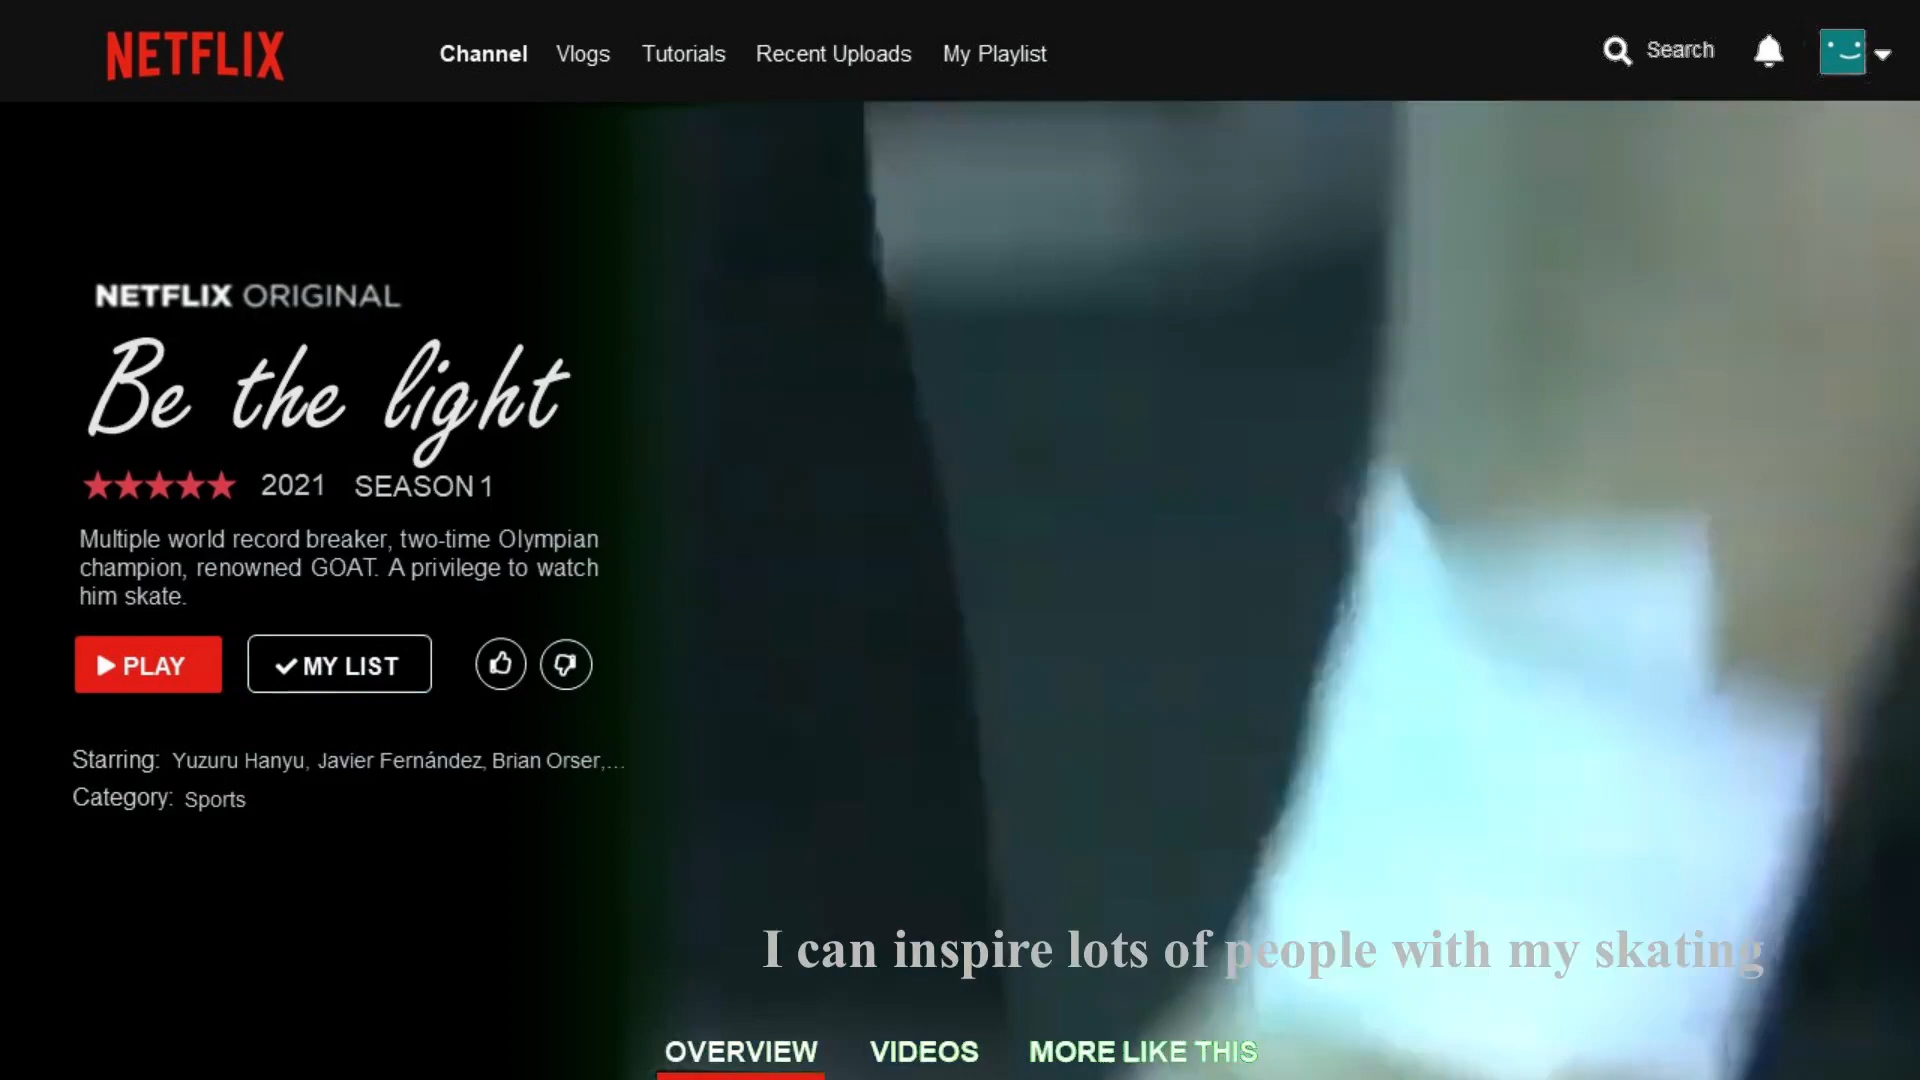 NETFLIX
Channel Vlogs Tutorials Recent Uploads My Playlist
Search
NETFLIX ORIGINAL
Be the light
2021 SEASON 1
Multiple world record breaker, two-time Olympian
champion, renowned GOAT. A privilege to watch
him skate.
PLAY
MY LIST
Starring: Yuzuru Hanyu, Javier Fernández, Brian Orser,...
Category: Sports
I can inspire lots of people with my skating
OVERVIEW VIDEOS MORE LIKE THIS